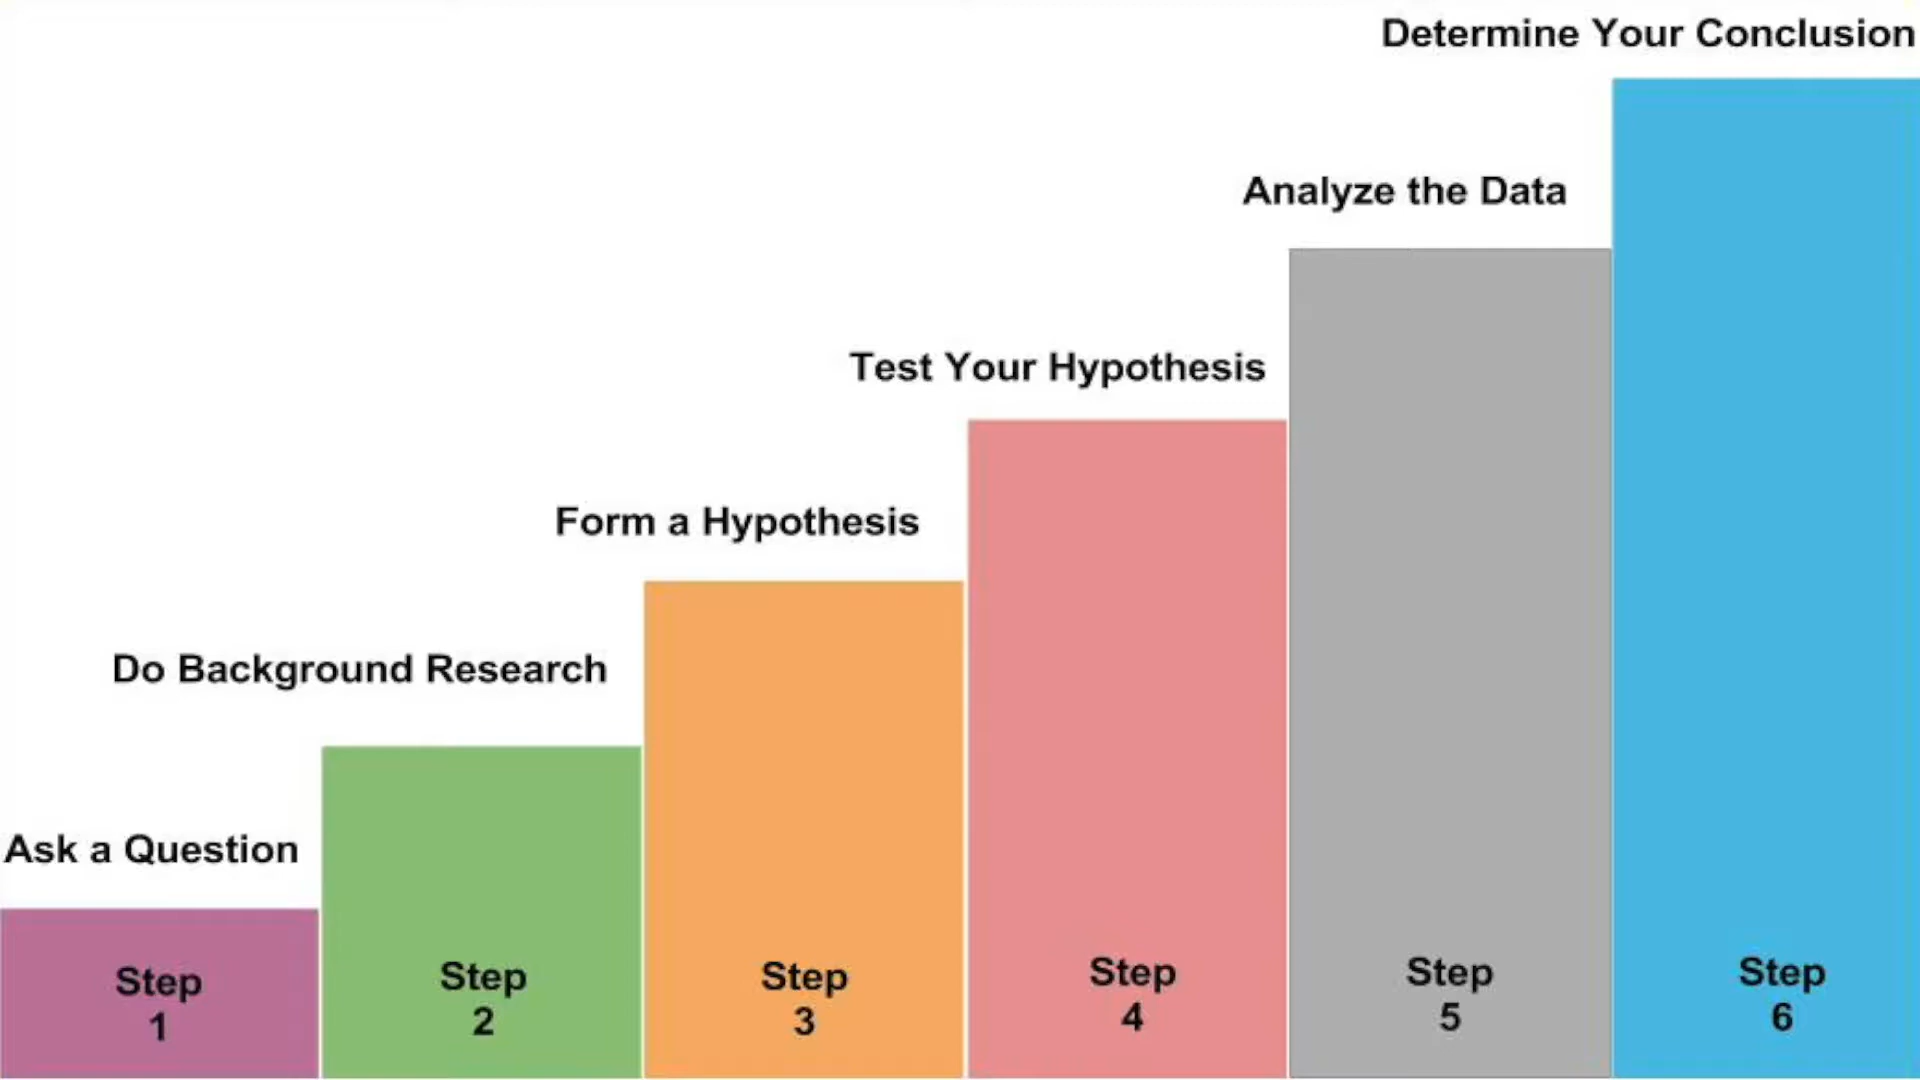 Determine Your Conclusion
Analyze the Data
Test Your Hypothesis
Form a Hypothesis
Do Background Research
Ask a Question
Step
1
Step
2
Step
3
Step
4
Step
5
Step
6